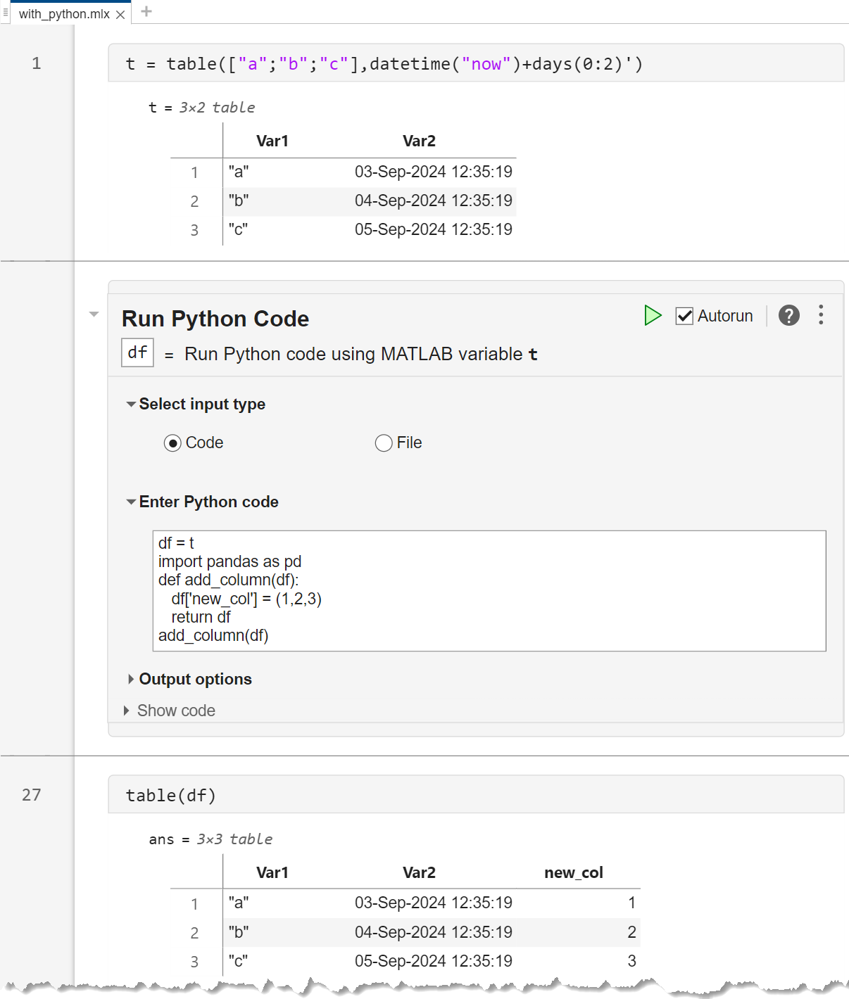 with_python.mlx
1
t = table(["a";"b";"c"],datetime("now")+days(0:2)')
t = 3×2 table
Var1 Var2
1 "a" 03-Sep-2024 12:35:19
2 "b" 04-Sep-2024 12:35:19
3 "c" 05-Sep-2024 12:35:19
Run Python Code
Autorun
?
df = Run Python code using MATLAB variable t
Select input type
Code File
Enter Python code
df = t
import pandas as pd
def add_column(df):
df['new_col'] = (1,2,3)
return df
add_column(df)
Output options
Show code
27
table(df)
ans = 3×3 table
Var1 Var2 new_col
1 "a" 03-Sep-2024 12:35:19 1
2 "b" 04-Sep-2024 12:35:19 2
3 "c" 05-Sep-2024 12:35:19 3